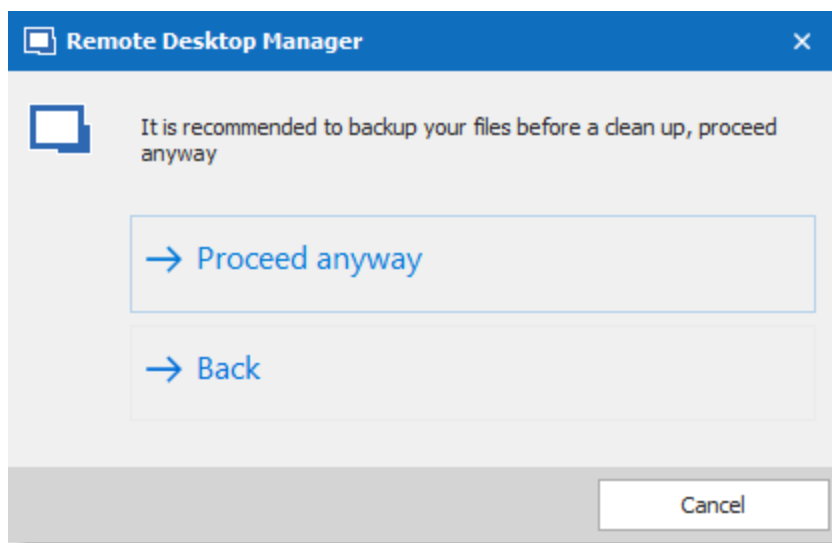 Remote Desktop Manager
It is recommended to backup your files before a clean up, proceed
anyway
Proceed anyway
Back
Cancel